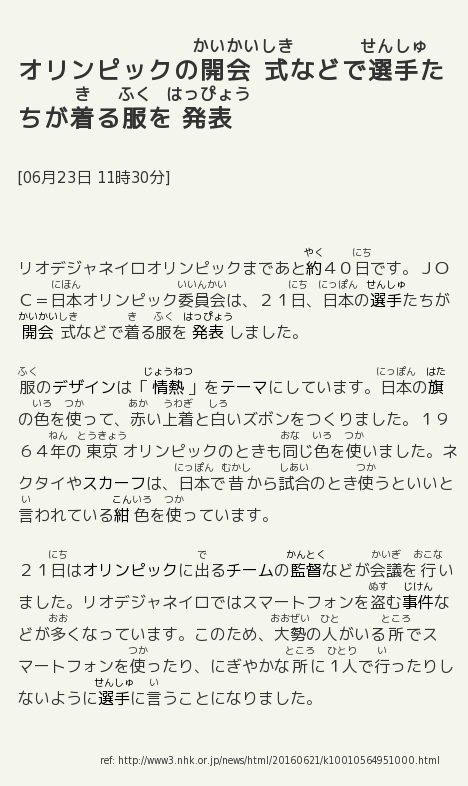 オリンピックの開会 式などで選手た
ちが着る服を 発表
[06月23日 11時30分]
リオデジャネイロオリンピックまであと約４０日です。ＪＯ
Ｃ＝日本オリンピック委員会は、２１日、日本の選手たちが
開会 式などで着る服を 発表 しました。
服のデザインは「 情熱 」をテーマにしています。日本の旗
の色を使って、赤い上着と白いズボンをつくりました。１９
６４年の 東京 オリンピックのときも同じ色を使いました。ネ
クタイやスカーフは、日本で昔 から試合のとき使うといいと
言われている紺 色を使っています。
２１日はオリンピックに出るチームの監督などが会議を 行い
ました。リオデジャネイロではスマートフォンを盗む事件な
どが多くなっています。このため、大勢の人がいる所 でス
マートフォンを使ったり、にぎやかな所 に１人で行ったりし
ないように選手に言うことになりました。
ref: http://www3.nhk.or.jp/news/html/20160621/k10010564951000.html